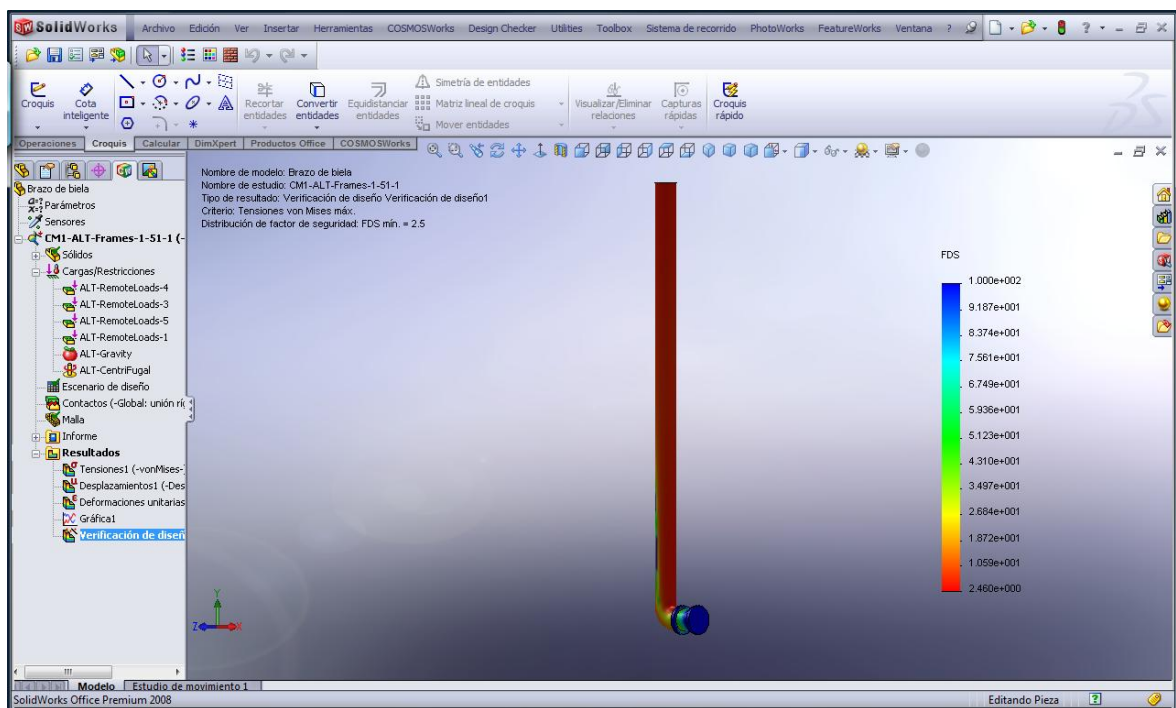 SolidWorks Archivo Edición Ver Insertar Herramientas COSMOSWorks Design Checker Utilities Toolbox Sistema de recorrido PhotoWorks FeatureWorks Ventana ?
Croquis
Cota inteligente
Recortar entidades
Convertir entidades
Equidistanciar entidades
Simetría de entidades
Matriz lineal de croquis
Mover entidades
Visualizar/Eliminar relaciones
Capturas rápidas
Croquis rápido
Operaciones Croquis Calcular DimXpert Productos Office COSMOSWorks
Brazo de biela
Parámetros
Sensores
CM1-ALT-Frames-1-51-1 (-
Sólidos
Cargas/Restricciones
ALT-RemoteLoads-4
ALT-RemoteLoads-3
ALT-RemoteLoads-5
ALT-RemoteLoads-1
ALT-Gravity
ALT-CentriFugal
Escenario de diseño
Contactos (-Global: unión ríg
Malla
Informe
Resultados
Tensiones1 (-vonMises-)
Desplazamientos1 (-Des
Deformaciones unitarias
Gráfica1
Verificación de diseñ
Nombre de modelo: Brazo de biela
Nombre de estudio: CM1-ALT-Frames-1-51-1
Tipo de resultado: Verificación de diseño Verificación de diseño1
Criterio: Tensiones von Mises máx.
Distribución de factor de seguridad: FDS mín. = 2.5
FDS
1.000e+002
9.187e+001
8.374e+001
7.561e+001
6.749e+001
5.936e+001
5.123e+001
4.310e+001
3.497e+001
2.684e+001
1.872e+001
1.059e+001
2.460e+000
Y
Z
X
Modelo Estudio de movimiento 1
SolidWorks Office Premium 2008
Editando Pieza